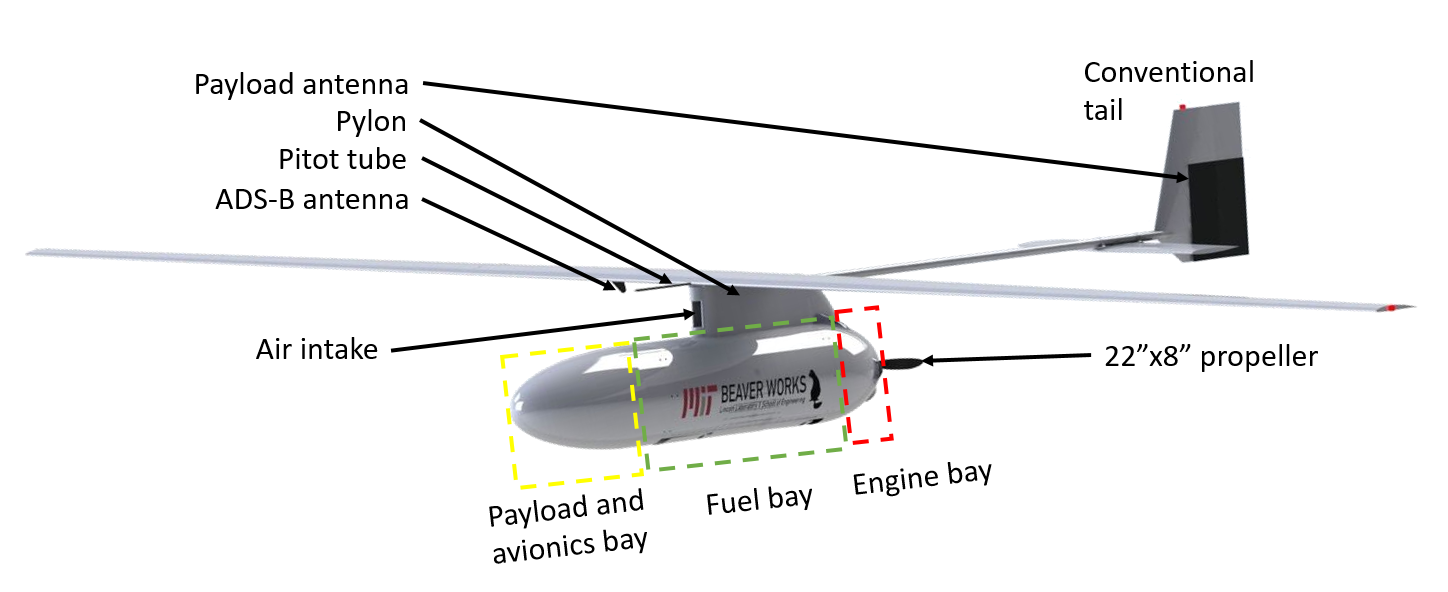 Payload antenna
Pylon
Pitot tube
ADS-B antenna
Conventional
tail
Air intake
22”x8” propeller
MIT
BEAVER WORKS
Lincoln Laboratory | School of Engineering
Payload and
avionics bay
Fuel bay
Engine bay